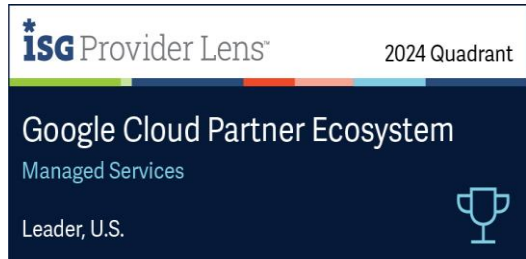 ISG Provider Lens™
2024 Quadrant
Google Cloud Partner Ecosystem
Managed Services
Leader, U.S.